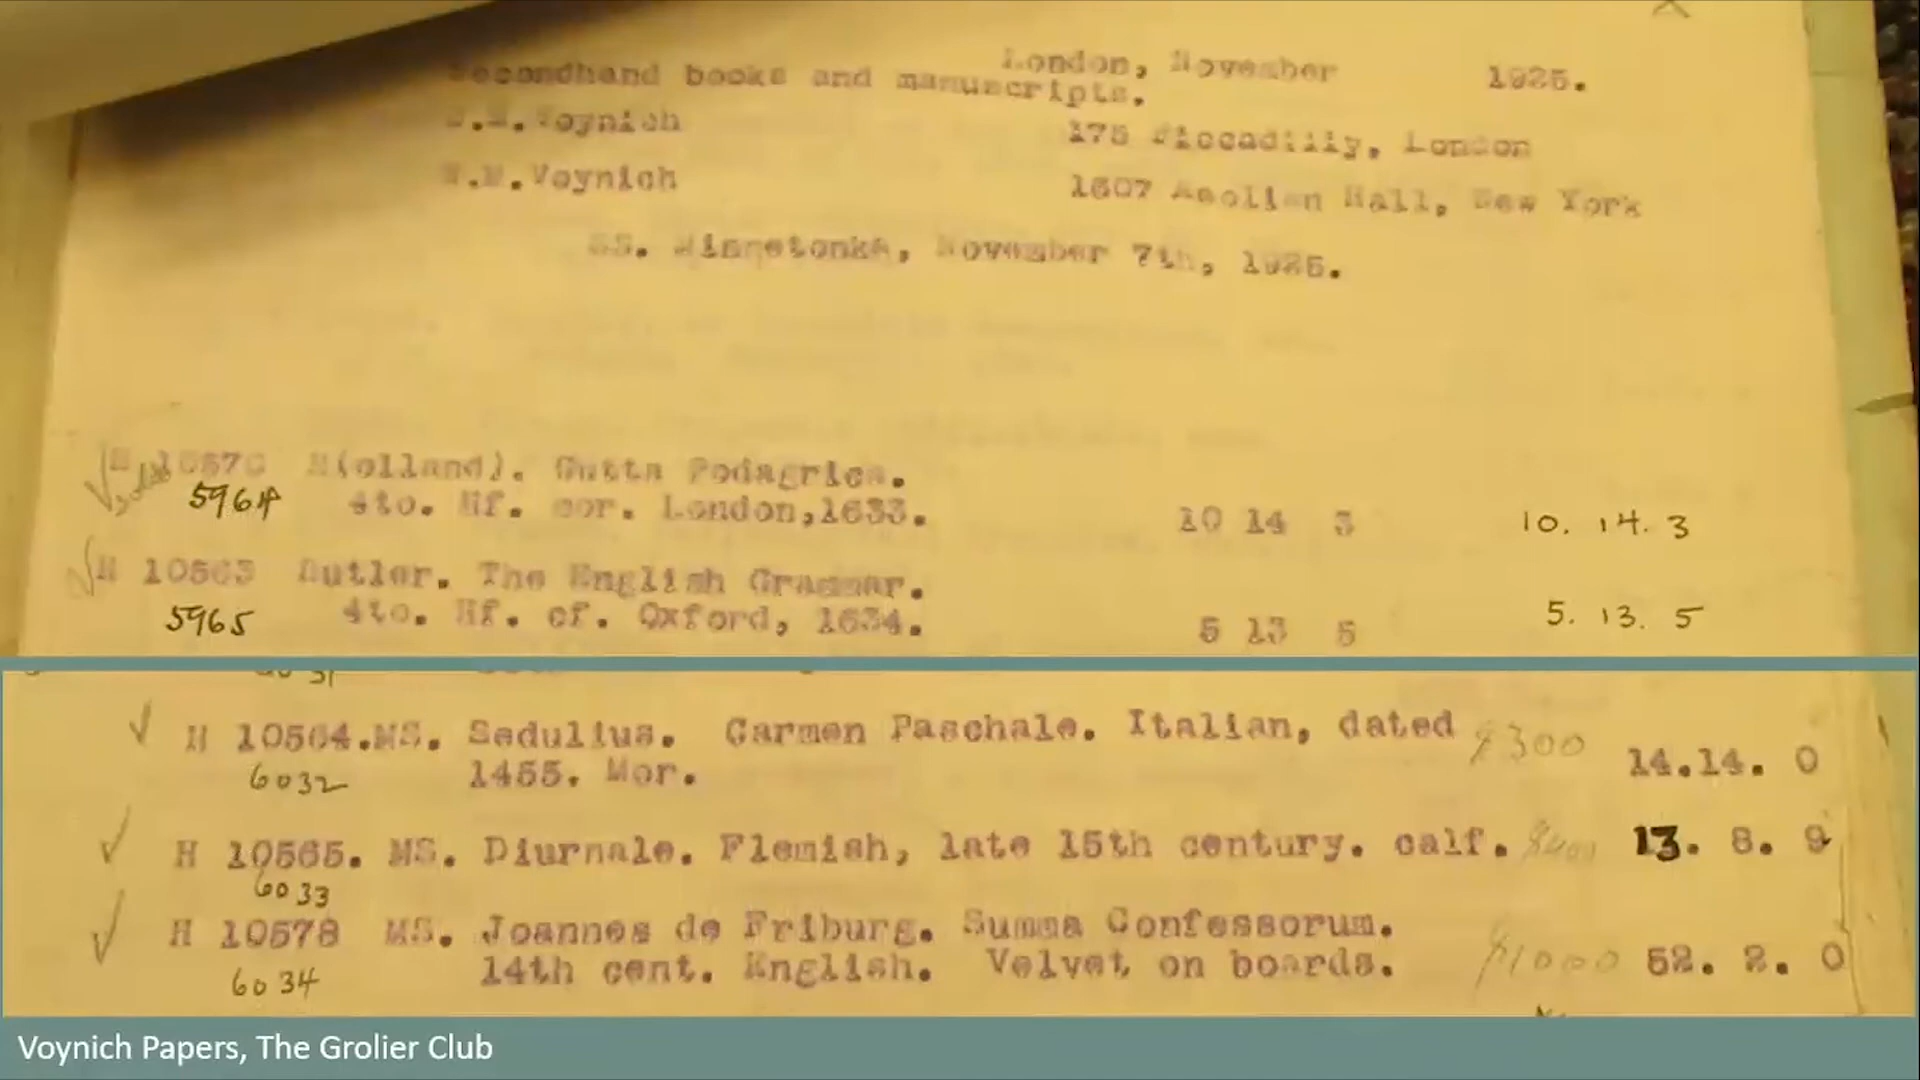 London, November 1925.
Secondhand books and manuscripts.
W.M.Voynich 175 Piccadilly, London
W.M.Voynich 1607 Aeolian Hall, New York
SS. Minnetonka, November 7th, 1925.
H 10570 H(olland). Gutta Podagrica.
5964 4to. Hf. cor. London,1633. 10 14 3 10. 14. 3
H 10563 Butler. The English Grammar.
5965 4to. Hf. cf. Oxford, 1634. 5 13 5 5. 13. 5
H 10564.MS. Sedulius. Carmen Paschale. Italian, dated $300 14.14. 0
6032 1455. Mor.
H 10565. MS. Diurnale. Flemish, late 15th century. calf. $400 13. 8. 9
6033
H 10578 MS. Joannes de Friburg. Summa Confessorum.
6034 14th cent. English. Velvet on boards. $1000 52. 2. 0
Voynich Papers, The Grolier Club